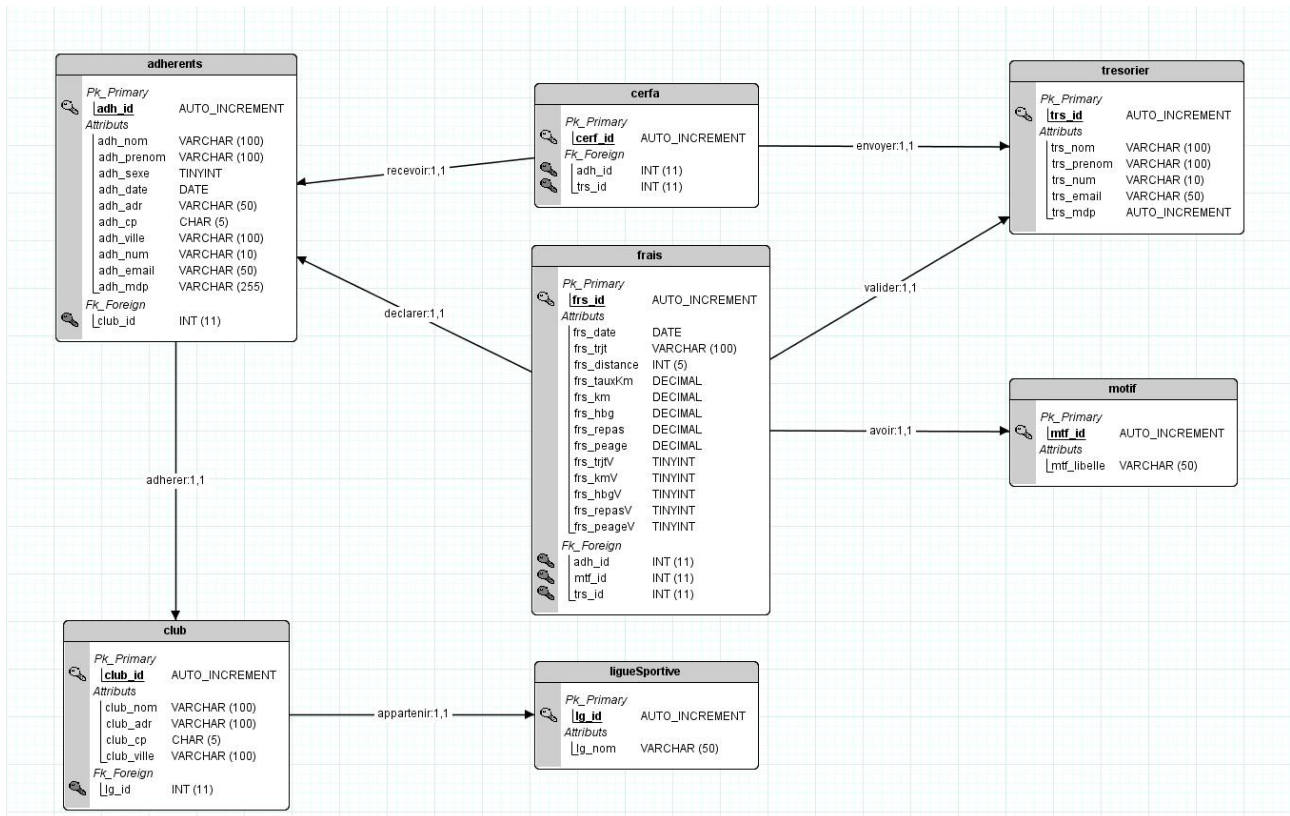 adherents
Pk_Primary
adh_id AUTO_INCREMENT
Attributs
adh_nom VARCHAR (100)
adh_prenom VARCHAR (100)
adh_sexe TINYINT
adh_date DATE
adh_adr VARCHAR (50)
adh_cp CHAR (5)
adh_ville VARCHAR (100)
adh_num VARCHAR (10)
adh_email VARCHAR (50)
adh_mdp VARCHAR (255)
Fk_Foreign
club_id INT (11)
recevoir:1,1
cerfa
Pk_Primary
cerf_id AUTO_INCREMENT
Fk_Foreign
adh_id INT (11)
trs_id INT (11)
envoyer:1,1
tresorier
Pk_Primary
trs_id AUTO_INCREMENT
Attributs
trs_nom VARCHAR (100)
trs_prenom VARCHAR (100)
trs_num VARCHAR (10)
trs_email VARCHAR (50)
trs_mdp AUTO_INCREMENT
declarer:1,1
frais
Pk_Primary
frs_id AUTO_INCREMENT
Attributs
frs_date DATE
frs_trjt VARCHAR (100)
frs_distance INT (5)
frs_tauxKm DECIMAL
frs_km DECIMAL
frs_hbg DECIMAL
frs_repas DECIMAL
frs_peage DECIMAL
frs_trjtV TINYINT
frs_kmV TINYINT
frs_hbgV TINYINT
frs_repasV TINYINT
frs_peageV TINYINT
Fk_Foreign
adh_id INT (11)
mtf_id INT (11)
trs_id INT (11)
valider:1,1
avoir:1,1
motif
Pk_Primary
mtf_id AUTO_INCREMENT
Attributs
mtf_libelle VARCHAR (50)
adherer:1,1
club
Pk_Primary
club_id AUTO_INCREMENT
Attributs
club_nom VARCHAR (100)
club_adr VARCHAR (100)
club_cp CHAR (5)
club_ville VARCHAR (100)
Fk_Foreign
lg_id INT (11)
appartenir:1,1
ligueSportive
Pk_Primary
lg_id AUTO_INCREMENT
Attributs
lg_nom VARCHAR (50)